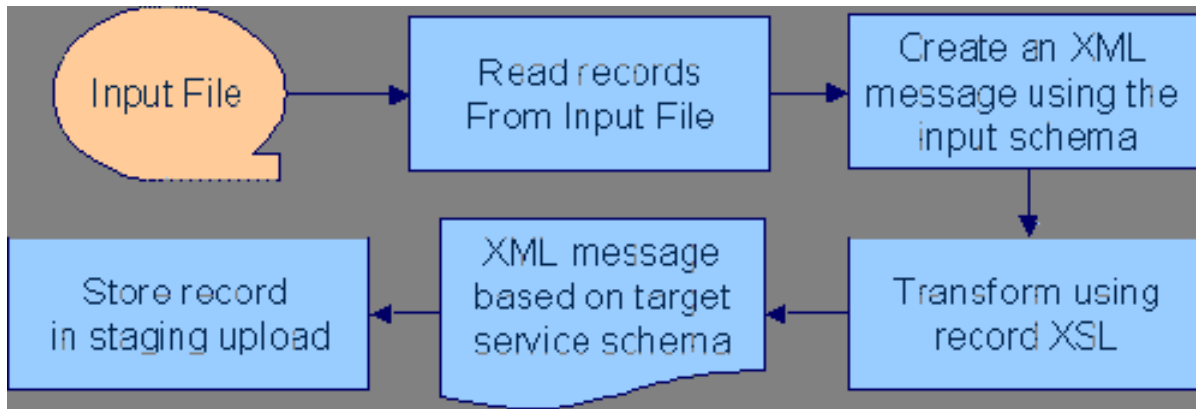 Input File
Read records
From Input File
Create an XML
message using the
input schema
Transform using
record XSL
XML message
based on target
service schema
Store record
in staging upload